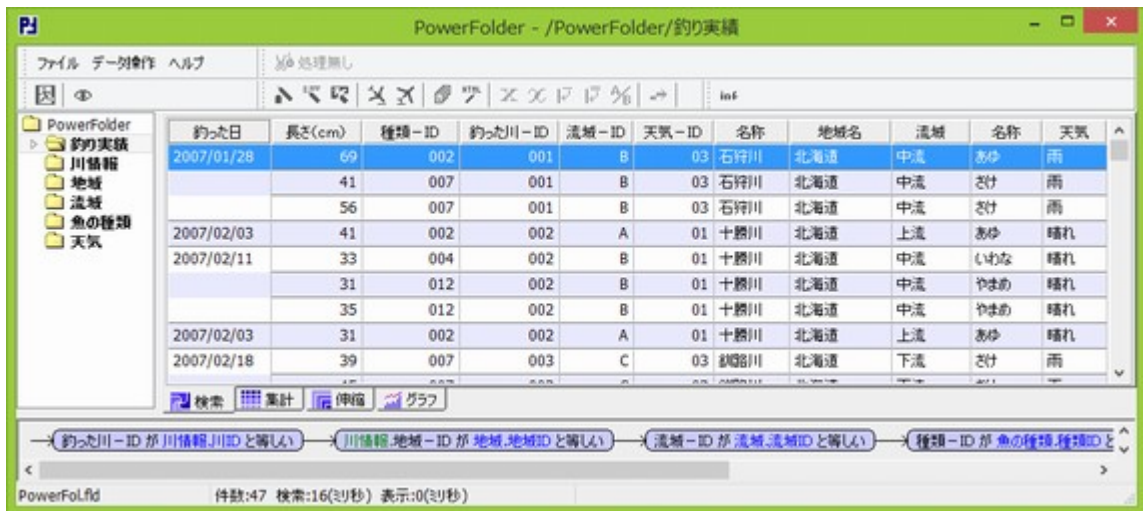 PowerFolder - /PowerFolder/釣り実績
ファイル データ操作 ヘルプ 処理無し
inf
PowerFolder
釣り実績
川情報
地域
流域
魚の種類
天気
釣った日 長さ(cm) 種類-ID 釣った川-ID 流域-ID 天気-ID 名称 地域名 流域 名称 天気
2007/01/28 69 002 001 B 03 石狩川 北海道 中流 あゆ 雨
41 007 001 B 03 石狩川 北海道 中流 さけ 雨
56 007 001 B 03 石狩川 北海道 中流 さけ 雨
2007/02/03 41 002 002 A 01 十勝川 北海道 上流 あゆ 晴れ
2007/02/11 33 004 002 B 01 十勝川 北海道 中流 いわな 晴れ
31 012 002 B 01 十勝川 北海道 中流 やまめ 晴れ
35 012 002 B 01 十勝川 北海道 中流 やまめ 晴れ
2007/02/03 31 002 002 A 01 十勝川 北海道 上流 あゆ 晴れ
2007/02/18 39 007 003 C 03 釧路川 北海道 下流 さけ 雨
検索 集計 伸縮 グラフ
釣った川-ID が 川情報.川ID と等しい 川情報.地域-ID が 地域.地域ID と等しい 流域-ID が 流域.流域ID と等しい 種類-ID が 魚の種類.種類ID と
PowerFol.fld 件数:47 検索:16(ミリ秒) 表示:0(ミリ秒)